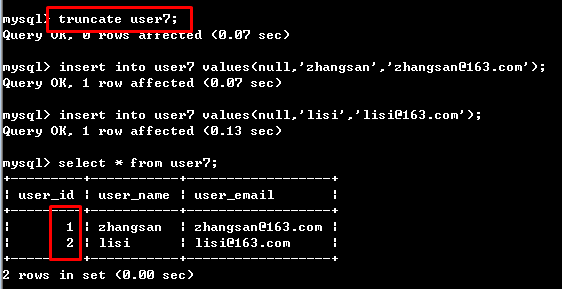 mysql> truncate user7;
Query OK, 0 rows affected (0.07 sec)
mysql> insert into user7 values(null,'zhangsan','zhangsan@163.com');
Query OK, 1 row affected (0.07 sec)
mysql> insert into user7 values(null,'lisi','lisi@163.com');
Query OK, 1 row affected (0.13 sec)
mysql> select * from user7;
+---------+-----------+------------------+
| user_id | user_name | user_email       |
+---------+-----------+------------------+
|       1 | zhangsan  | zhangsan@163.com |
|       2 | lisi      | lisi@163.com     |
+---------+-----------+------------------+
2 rows in set (0.00 sec)